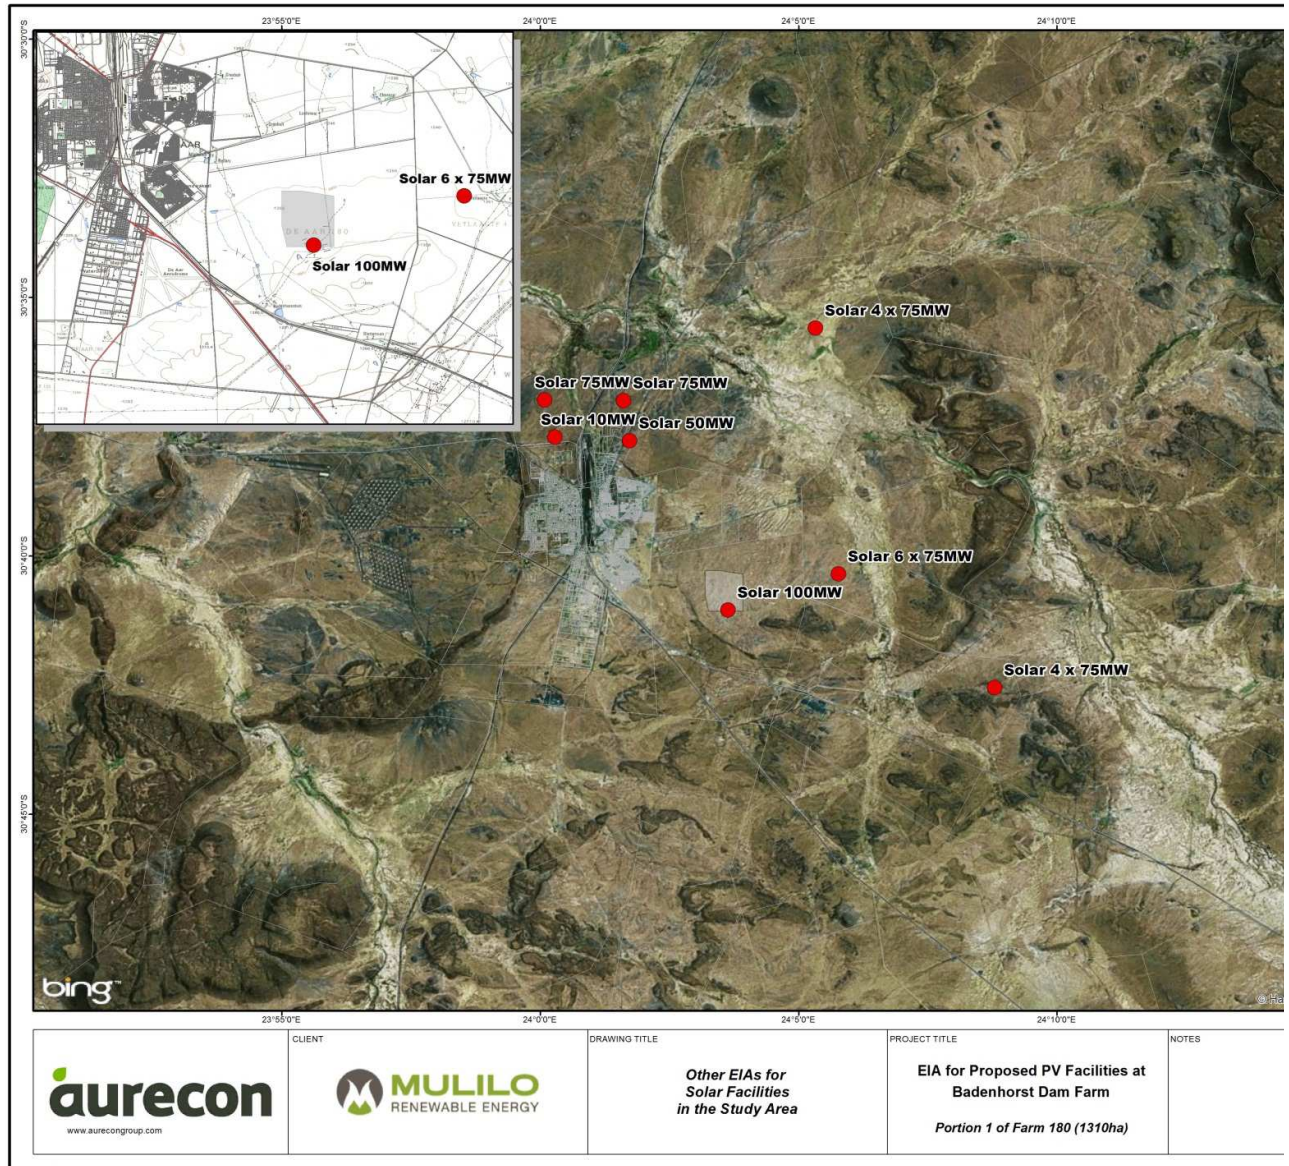 23°55'0"E
24°0'0"E
24°5'0"E
24°10'0"E
30°30'0"S
30°35'0"S
30°40'0"S
30°45'0"S
Solar 6 x 75MW
DE AAR 180
Solar 100MW
Solar 4 x 75MW
Solar 75MW
Solar 75MW
Solar 10MW
Solar 50MW
Solar 6 x 75MW
Solar 100MW
Solar 4 x 75MW
bing™
23°55'0"E
24°0'0"E
24°5'0"E
24°10'0"E
aurecon
www.aurecongroup.com
CLIENT
MULILO
RENEWABLE ENERGY
DRAWING TITLE
Other EIAs for
Solar Facilities
in the Study Area
PROJECT TITLE
EIA for Proposed PV Facilities at
Badenhorst Dam Farm
Portion 1 of Farm 180 (1310ha)
NOTES